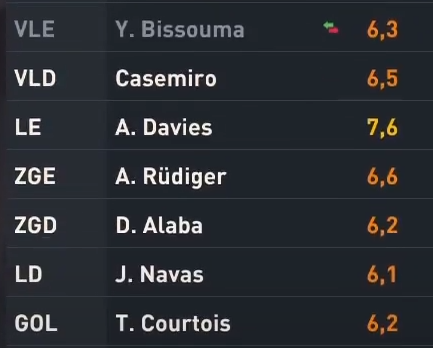 VLE Y. Bissouma 6,3
VLD Casemiro 6,5
LE A. Davies 7,6
ZGE A. Rüdiger 6,6
ZGD D. Alaba 6,2
LD J. Navas 6,1
GOL T. Courtois 6,2